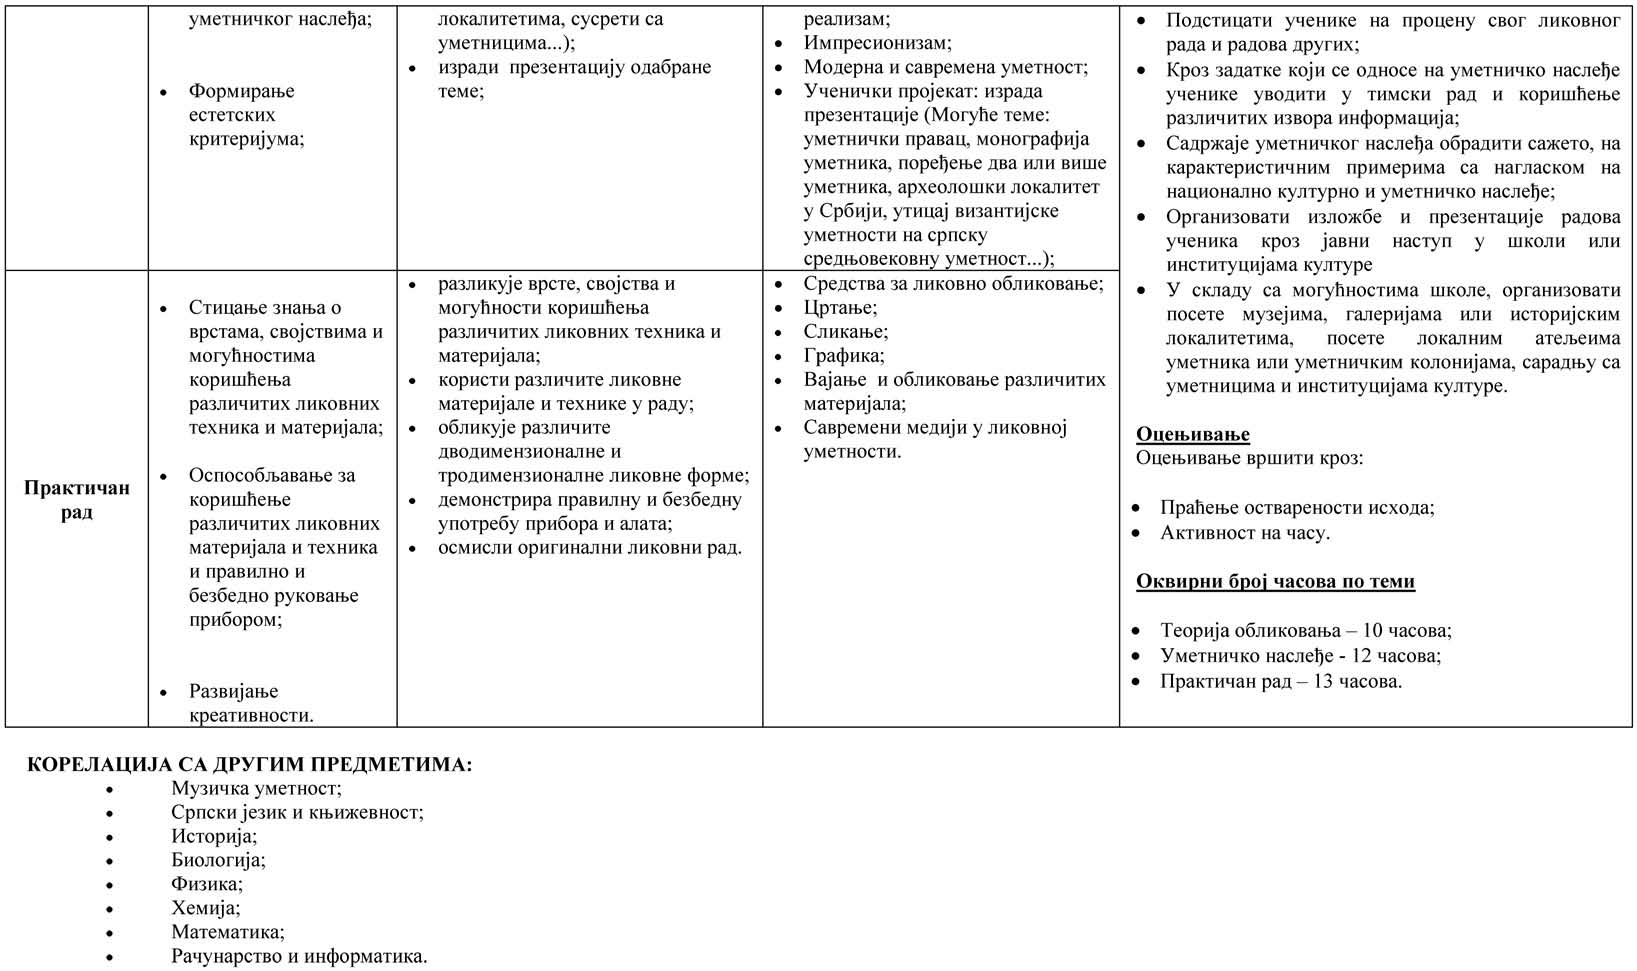 уметничког наслеђа;
Формирање
естетских
критеријума;
локалитетима, сусрети са
уметницима...);
изради презентацију одабране
теме;
реализам;
Импресионизам;
Модерна и савремена уметност;
Ученички пројекат: израда
презентације (Могуће теме:
уметнички правац, монографија
уметника, поређење два или више
уметника, археолошки локалитет
у Србији, утицај византијске
уметности на српску
средњовековну уметност...);
Подстицати ученике на процену свог ликовног
рада и радова других;
Кроз задатке који се односе на уметничко наслеђе
ученике уводити у тимски рад и коришћење
различитих извора информација;
Садржаје уметничког наслеђа обрадити сажето, на
карактеристичним примерима са нагласком на
национално културно и уметничко наслеђе;
Организовати изложбе и презентације радова
ученика кроз јавни наступ у школи или
институцијама културе
У складу са могућностима школе, организовати
посете музејима, галеријама или историјским
локалитетима, посете локалним атељеима
уметника или уметничким колонијама, сарадњу са
уметницима и институцијама културе.
Оцењивање
Оцењивање вршити кроз:
Праћење остварености исхода;
Активност на часу.
Оквирни број часова по теми
Теорија обликовања – 10 часова;
Уметничко наслеђе - 12 часова;
Практичан рад – 13 часова.
Практичан
рад
Стицање знања о
врстама, својствима и
могућностима
коришћења
различитих ликовних
техника и материјала;
Оспособљавање за
коришћење
различитих ликовних
материјала и техника
и правилно и
безбедно руковање
прибором;
Развијање
креативности.
разликује врсте, својства и
могућности коришћења
различитих ликовних техника и
материјала;
користи различите ликовне
материјале и технике у раду;
обликује различите
дводимензионалне и
тродимензионалне ликовне форме;
демонстрира правилну и безбедну
употребу прибора и алата;
осмисли оригинални ликовни рад.
Средства за ликовно обликовање;
Цртање;
Сликање;
Графика;
Вајање и обликовање различитих
материјала;
Савремени медији у ликовној
уметности.
КОРЕЛАЦИЈА СА ДРУГИМ ПРЕДМЕТИМА:
Музичка уметност;
Српски језик и књижевност;
Историја;
Биологија;
Физика;
Хемија;
Математика;
Рачунарство и информатика.